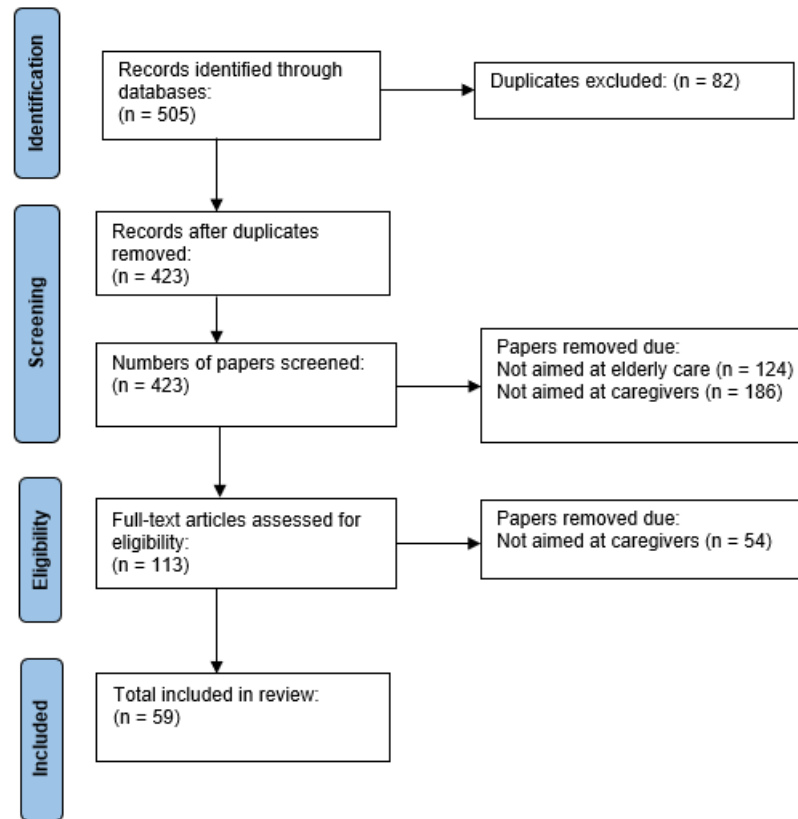 Identification
Records identified through
databases:
(n = 505)
Duplicates excluded: (n = 82)
Screening
Records after duplicates
removed:
(n = 423)
Numbers of papers screened:
(n = 423)
Papers removed due:
Not aimed at elderly care (n = 124)
Not aimed at caregivers (n = 186)
Eligibility
Full-text articles assessed for
eligibility:
(n = 113)
Papers removed due:
Not aimed at caregivers (n = 54)
Included
Total included in review:
(n = 59)